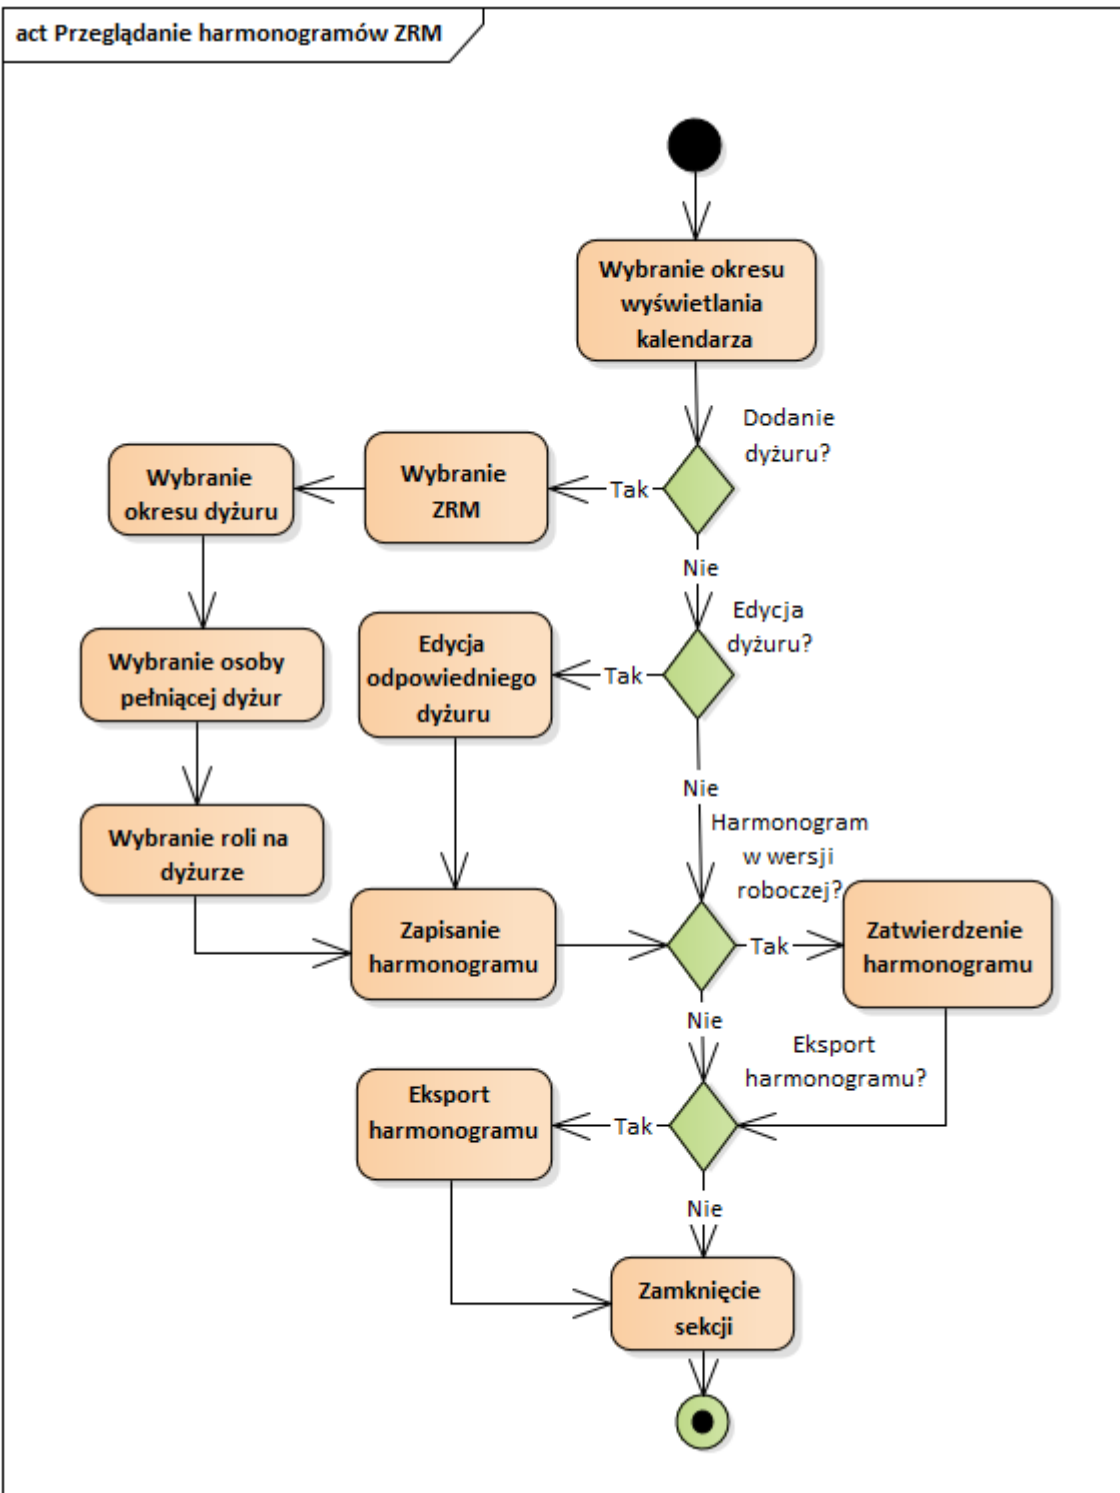 act Przeglądanie harmonogramów ZRM
Wybranie okresu
wyświetlania
kalendarza
Dodanie
dyżuru?
Tak
Wybranie
ZRM
Wybranie
okresu dyżuru
Nie
Edycja
dyżuru?
Tak
Edycja
odpowiedniego
dyżuru
Wybranie osoby
pełniącej dyżur
Nie
Wybranie roli na
dyżurze
Harmonogram
w wersji
roboczej?
Zapisanie
harmonogramu
Tak
Zatwierdzenie
harmonogramu
Nie
Eksport
harmonogramu?
Tak
Eksport
harmonogramu
Nie
Zamknięcie
sekcji